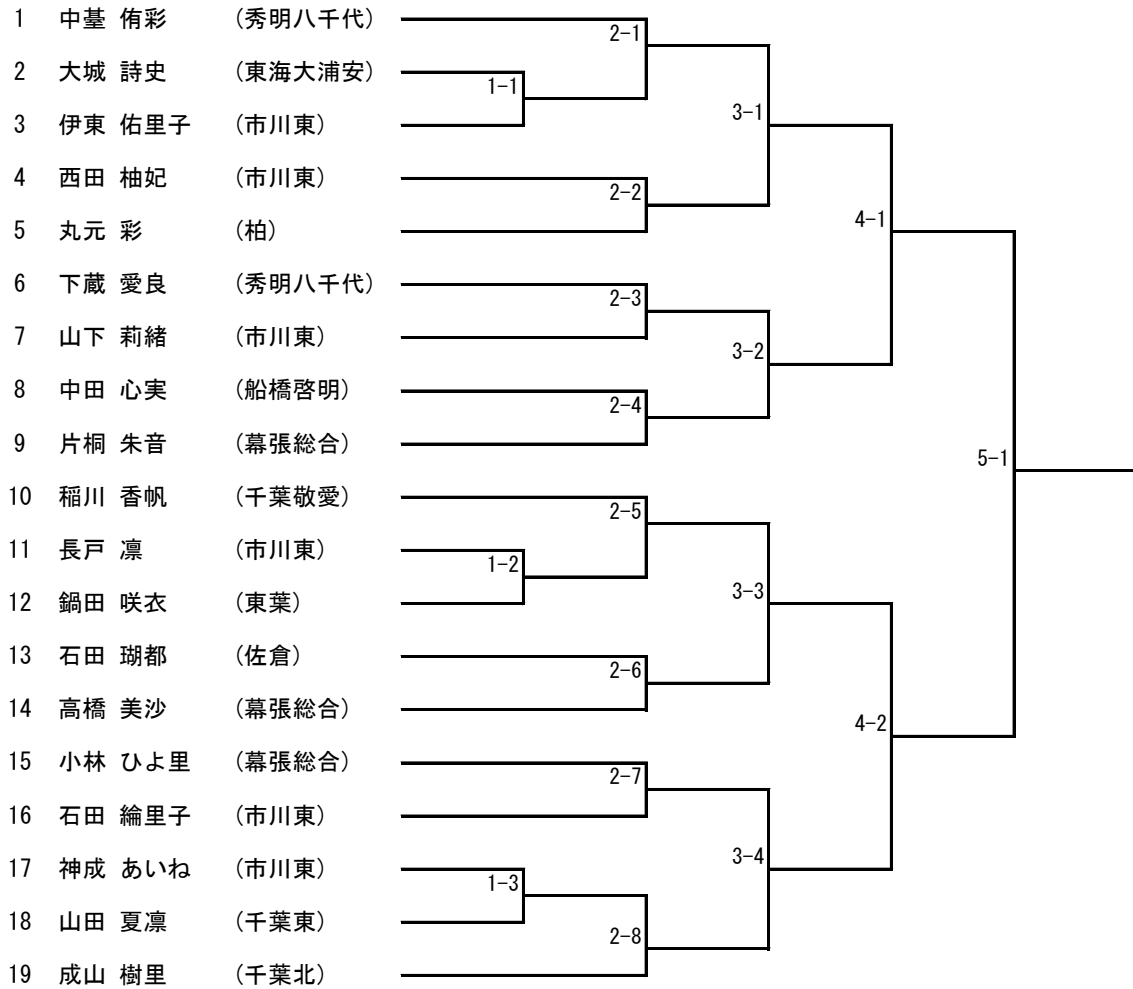 1 中基 侑彩 (秀明八千代)
2-1
2 大城 詩史 (東海大浦安)
1-1
3-1
3 伊東 佑里子 (市川東)
4 西田 柚妃 (市川東)
2-2
4-1
5 丸元 彩 (柏)
6 下蔵 愛良 (秀明八千代)
2-3
7 山下 莉緒 (市川東)
3-2
8 中田 心実 (船橋啓明)
2-4
9 片桐 朱音 (幕張総合)
5-1
10 稲川 香帆 (千葉敬愛)
2-5
11 長戸 凛 (市川東)
1-2
3-3
12 鍋田 咲衣 (東葉)
13 石田 瑚都 (佐倉)
2-6
14 高橋 美沙 (幕張総合)
4-2
15 小林 ひよ里 (幕張総合)
2-7
16 石田 綸里子 (市川東)
3-4
17 神成 あいね (市川東)
1-3
18 山田 夏凛 (千葉東)
2-8
19 成山 樹里 (千葉北)